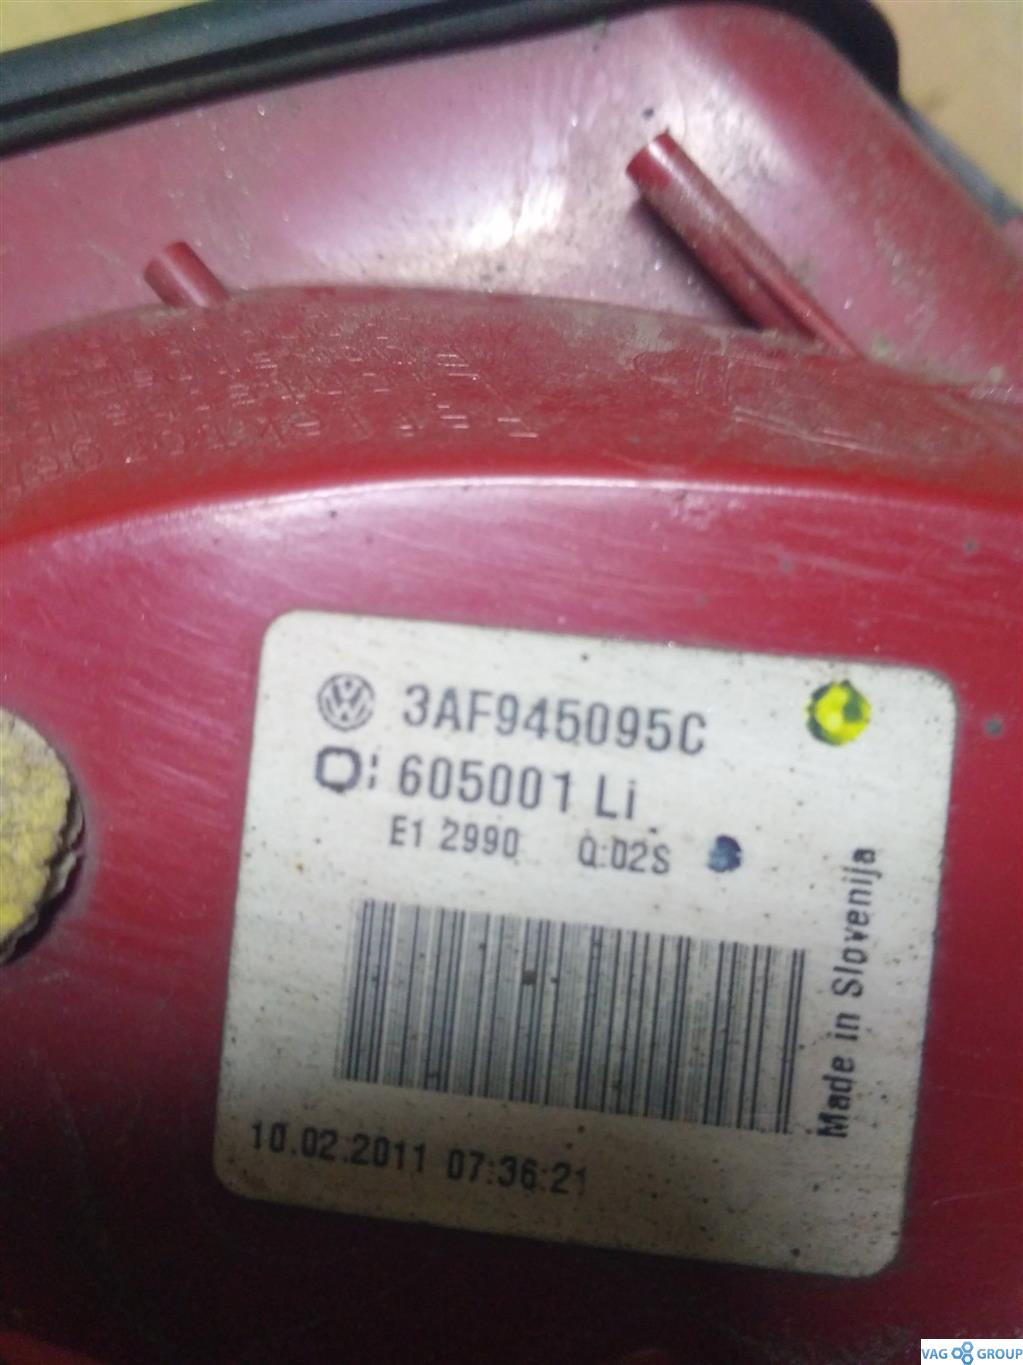 3AF945095C
605001 Li
E1 2990 Q:02S
Made in Slovenija
10.02.2011 07:36:21
VAG GROUP